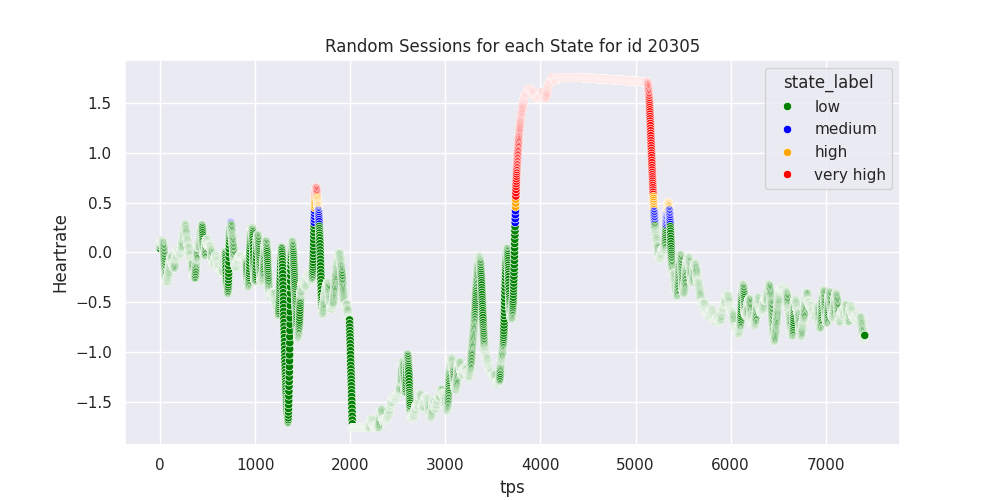 Random Sessions for each State for id 20305
state_label
low
medium
high
very high
Heartrate
1.5
1.0
0.5
0.0
−0.5
−1.0
−1.5
0 1000 2000 3000 4000 5000 6000 7000
tps